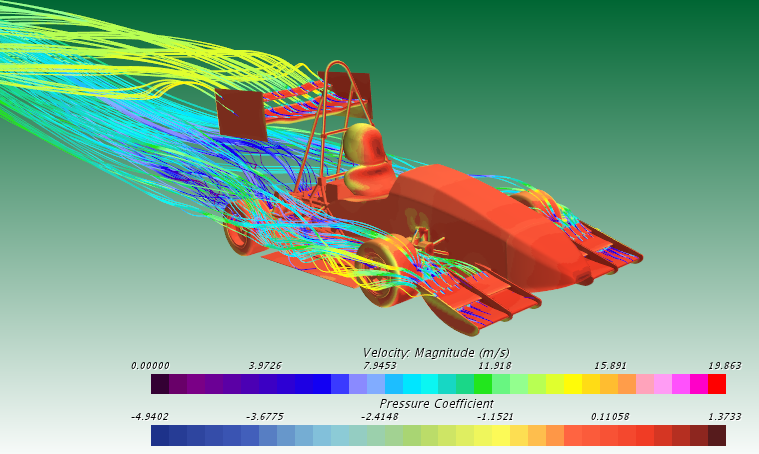 Velocity: Magnitude (m/s)
0.00000 3.9726 7.9453 11.918 15.891 19.863
Pressure Coefficient
-4.9402 -3.6775 -2.4148 -1.1521 0.11058 1.3733